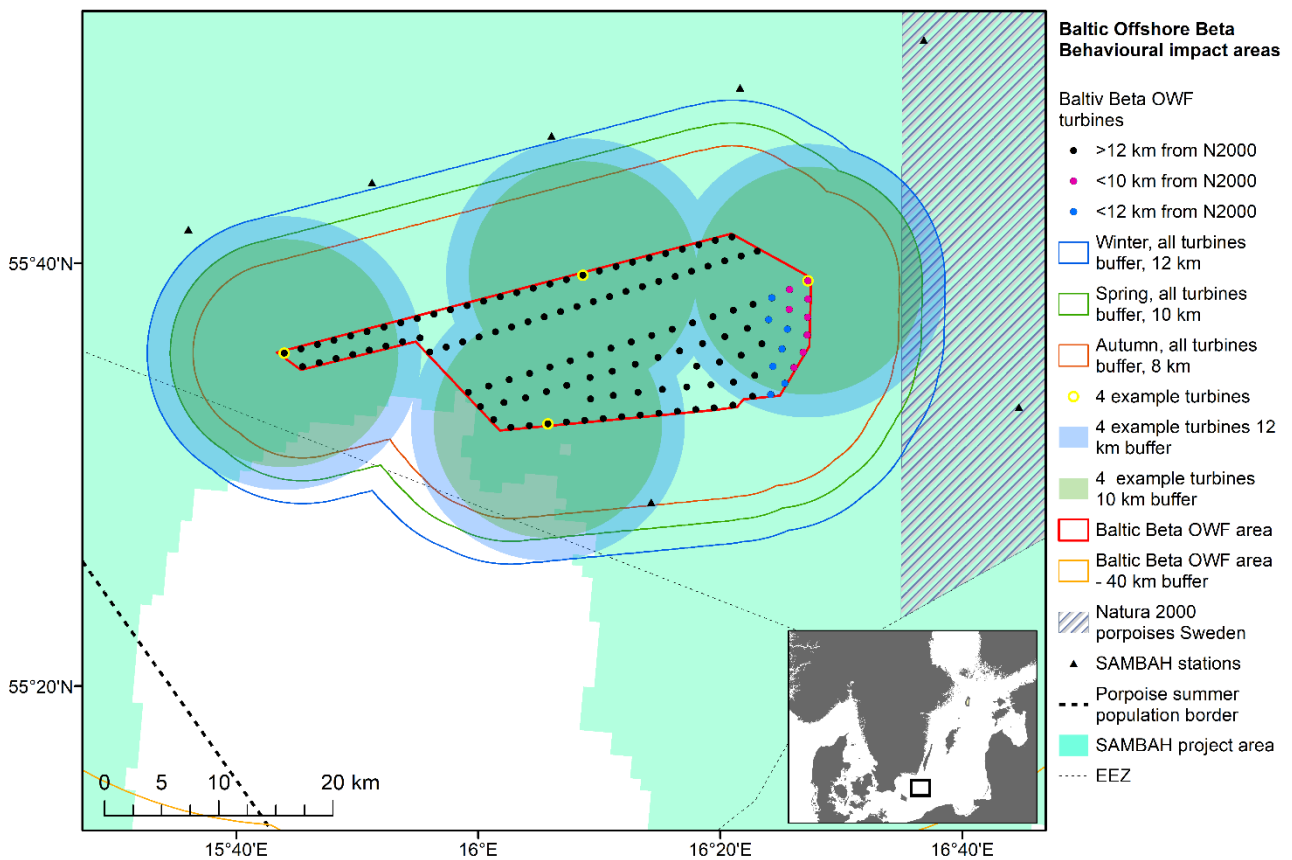 Baltic Offshore Beta
Behavioural impact areas
Baltiv Beta OWF
turbines
>12 km from N2000
<10 km from N2000
<12 km from N2000
Winter, all turbines
buffer, 12 km
Spring, all turbines
buffer, 10 km
Autumn, all turbines
buffer, 8 km
4 example turbines
4 example turbines 12
km buffer
4 example turbines
10 km buffer
Baltic Beta OWF area
Baltic Beta OWF area
- 40 km buffer
Natura 2000
porpoises Sweden
SAMBAH stations
Porpoise summer
population border
SAMBAH project area
EEZ
55°40'N
55°20'N
0 5 10 20 km
15°40'E 16°E 16°20'E 16°40'E